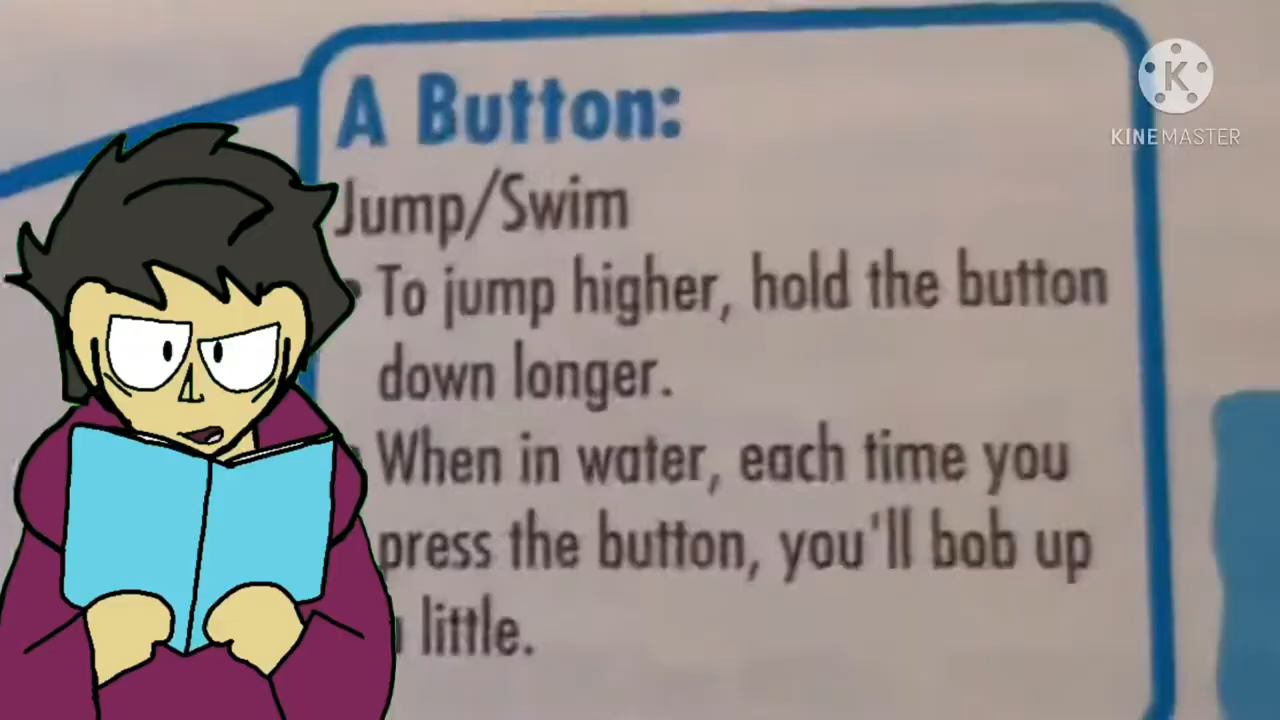 A Button:
Jump/Swim
• To jump higher, hold the button
down longer.
When in water, each time you
press the button, you'll bob up
little.
K
KINEMASTER